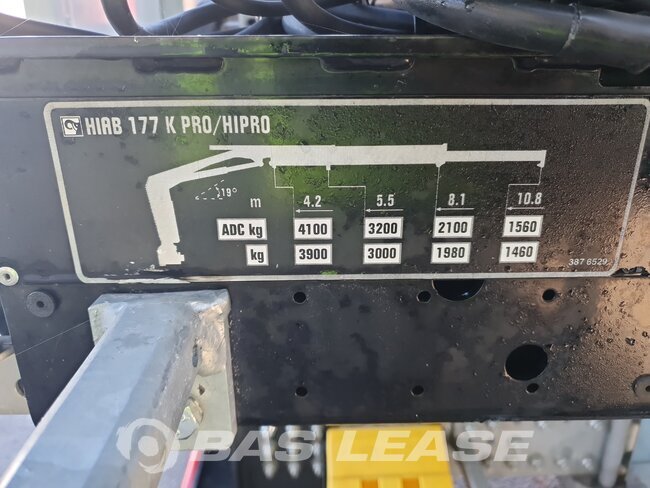 HIAB 177 K PRO/HIPRO
19°
m 4.2 5.5 8.1 10.8
ADC kg 4100 3200 2100 1560
kg 3900 3000 1980 1460
387 6529
BAS LEASE